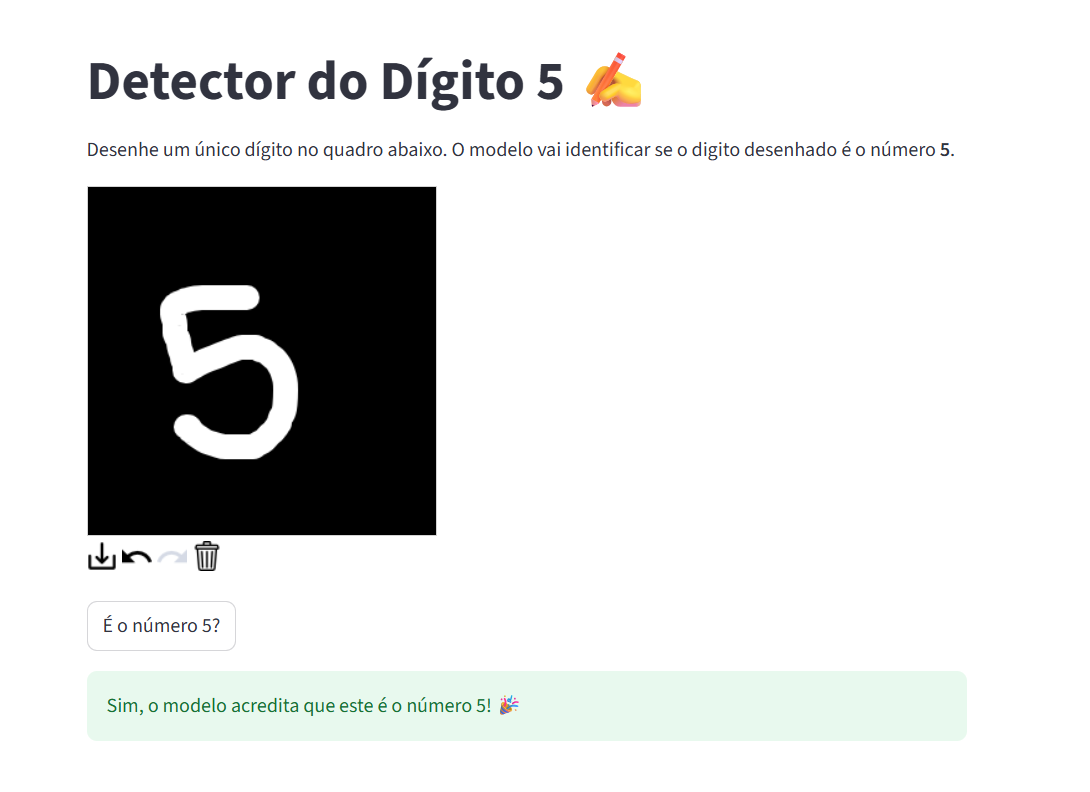 Detector do Dígito 5 ✍️
Desenhe um único dígito no quadro abaixo. O modelo vai identificar se o digito desenhado é o número 5.
5
É o número 5?
Sim, o modelo acredita que este é o número 5! 🎉